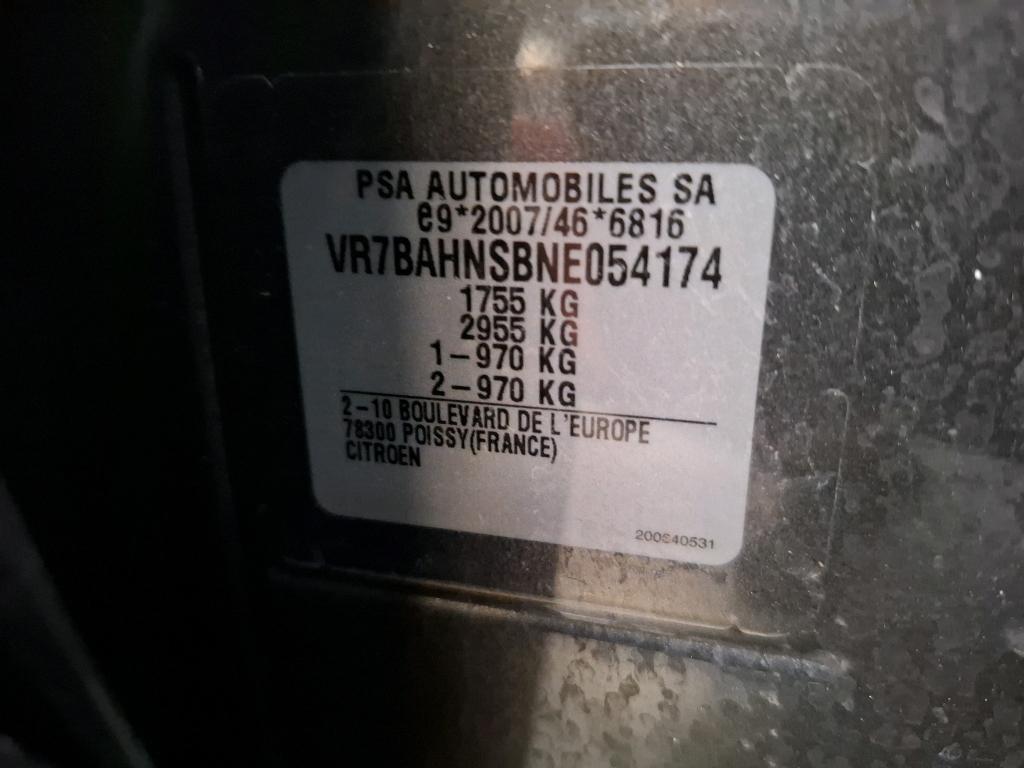 PSA AUTOMOBILES SA
e9*2007/46*6816
VR7BAHNSBNE054174
1755 KG
2955 KG
1-970 KG
2-970 KG
2-10 BOULEVARD DE L'EUROPE
78300 POISSY(FRANCE)
CITROEN